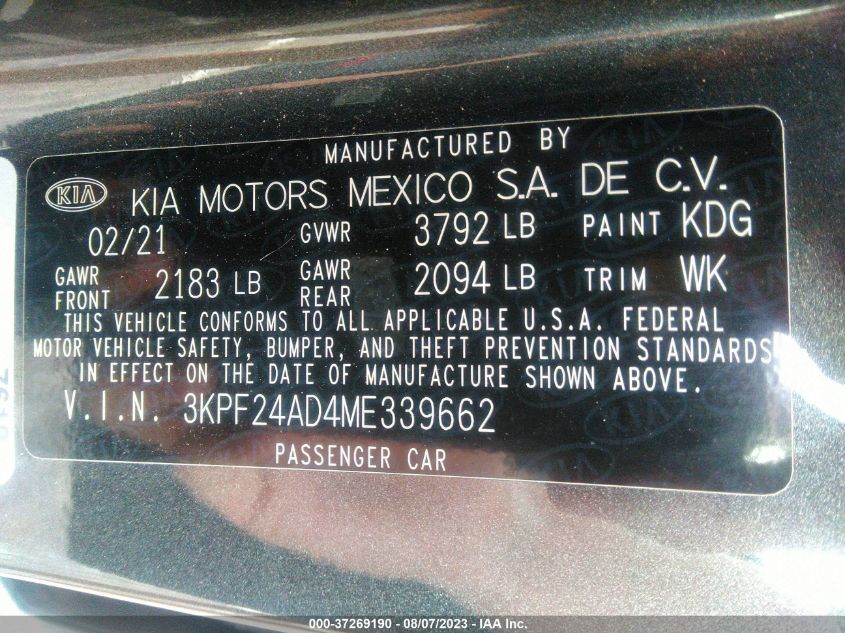 MANUFACTURED BY
KIA KIA MOTORS MEXICO S.A. DE C.V.
02/21 GVWR 3792 LB PAINT KDG
GAWR FRONT 2183 LB GAWR REAR 2094 LB TRIM WK
THIS VEHICLE CONFORMS TO ALL APPLICABLE U.S.A. FEDERAL
MOTOR VEHICLE SAFETY, BUMPER, AND THEFT PREVENTION STANDARDS
IN EFFECT ON THE DATE OF MANUFACTURE SHOWN ABOVE.
V.I.N. 3KPF24AD4ME339662
PASSENGER CAR
000-37269190 - 08/07/2023 - IAA Inc.